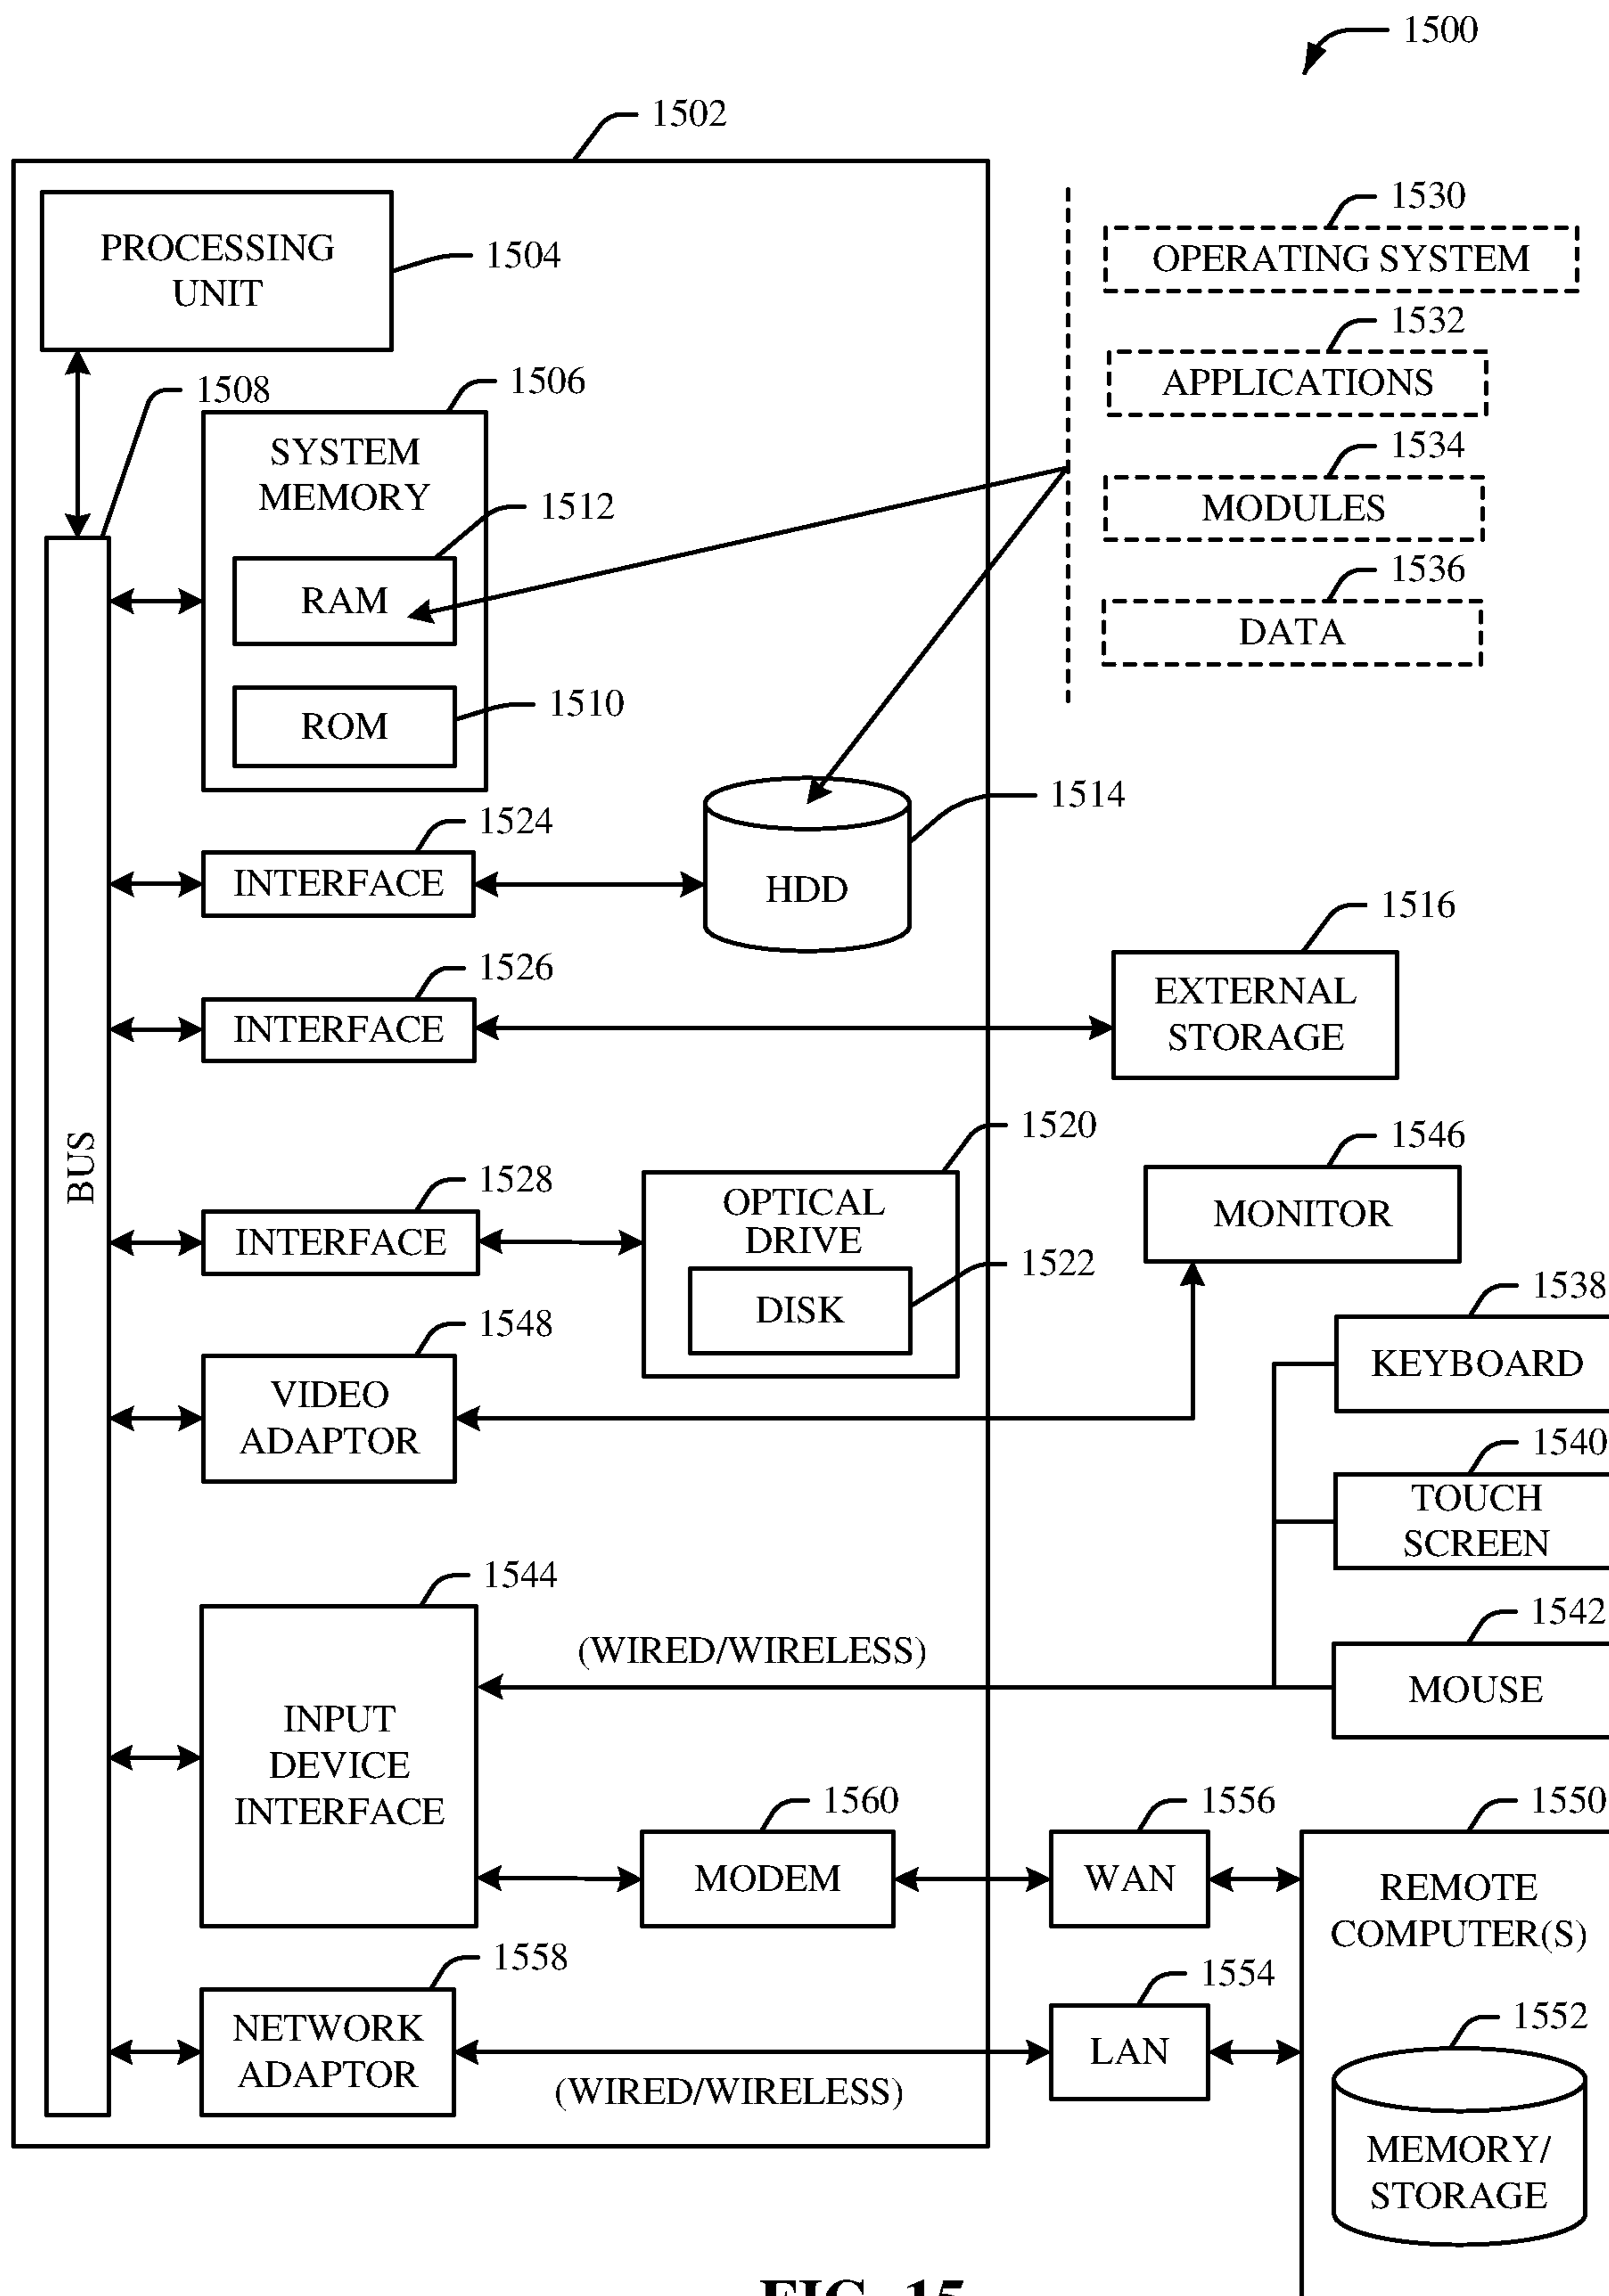 1500
1502
PROCESSING
UNIT
1504
1530
OPERATING SYSTEM
1532
APPLICATIONS
1534
MODULES
1536
DATA
1508
1506
SYSTEM
MEMORY
1512
RAM
1510
ROM
BUS
1524
INTERFACE
1514
HDD
1526
INTERFACE
1516
EXTERNAL
STORAGE
1528
INTERFACE
1520
OPTICAL
DRIVE
1522
DISK
1546
MONITOR
1548
VIDEO
ADAPTOR
1538
KEYBOARD
1540
TOUCH
SCREEN
1542
MOUSE
1544
INPUT
DEVICE
INTERFACE
(WIRED/WIRELESS)
1560
MODEM
1556
WAN
1550
REMOTE
COMPUTER(S)
1558
NETWORK
ADAPTOR
(WIRED/WIRELESS)
1554
LAN
1552
MEMORY/
STORAGE
FIG. 15